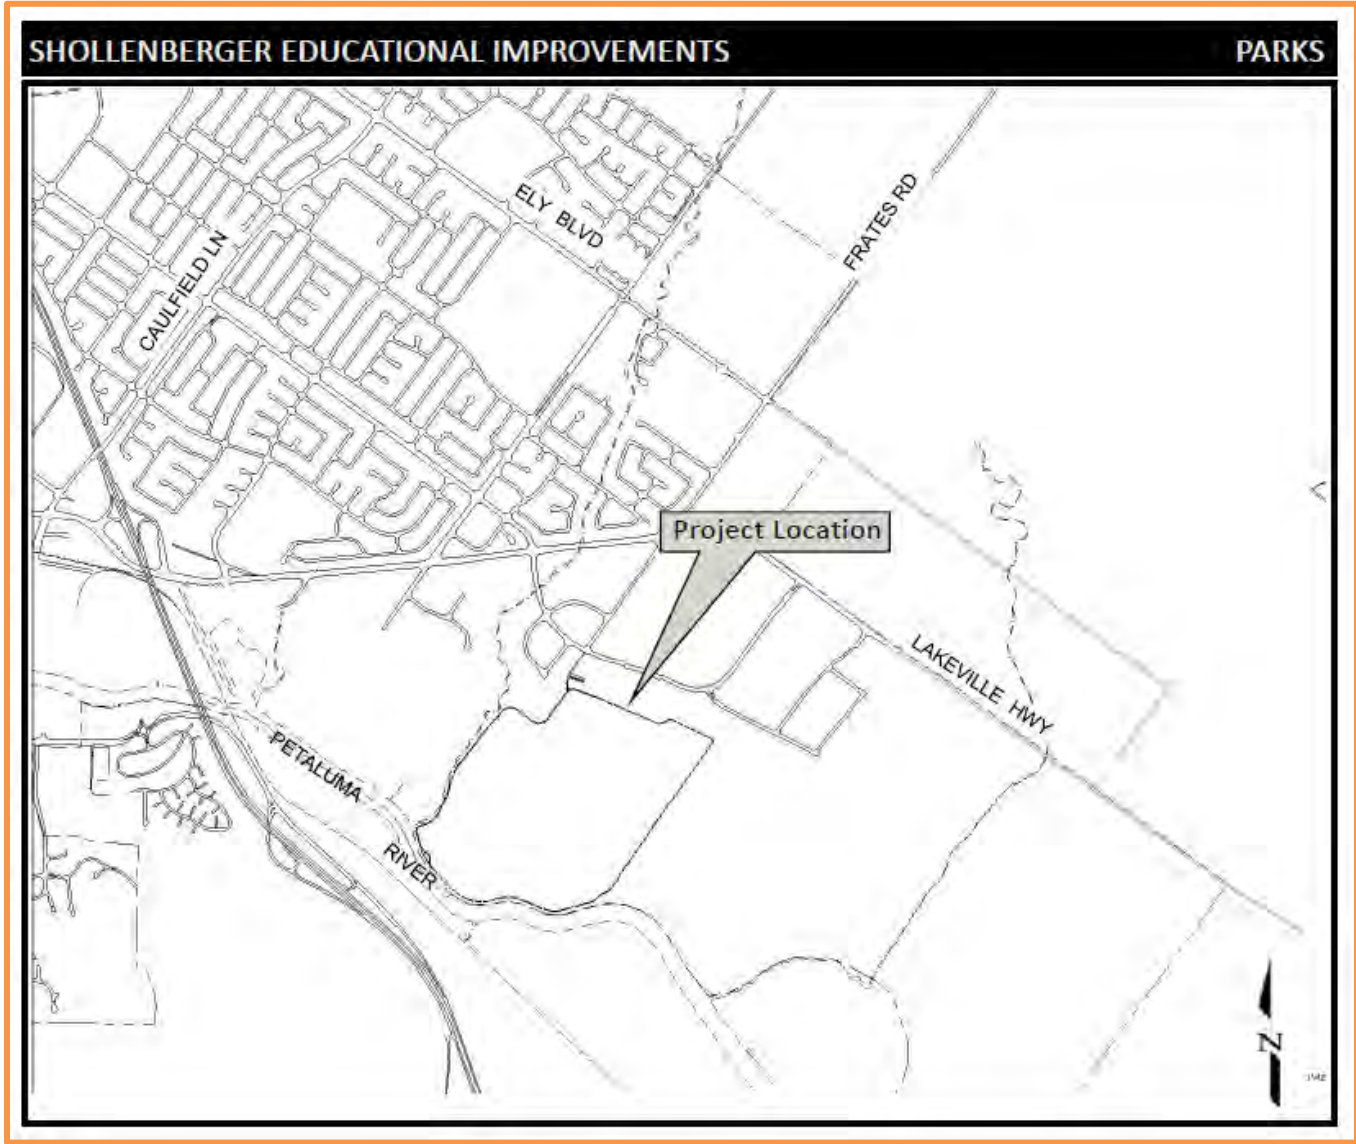 SHOLLENBERGER EDUCATIONAL IMPROVEMENTS PARKS
ELY BLVD
FRATES RD
CAULFIELD LN
Project Location
LAKEVILLE HWY
PETALUMA
RIVER
N